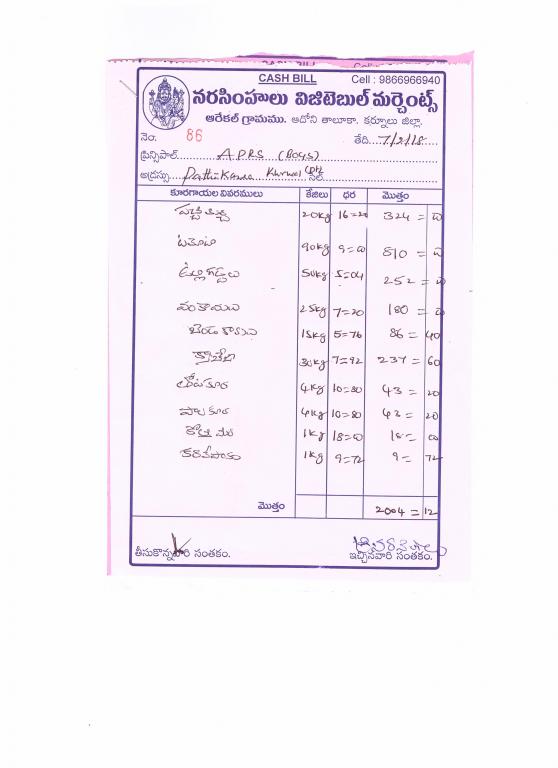 CASH BILL Cell : 9866966940
నరసింహులు విజిటెబుల్ మర్చెంట్స్
ఆరేకల్ గ్రామము. ఆదోని తాలూకా. కర్నూలు జిల్లా.
నెం. 86 తేది....7/2/18...
ప్రిన్సిపాల్.........APRS (Boys)
అడ్రస్సు
కూరగాయల వివరములు కేజిలు ధర మొత్తం
పచ్చి మిర్చి 20kg 16=20 324=00
టమోటా 90kg 9=00 810=00
ఉల్లిగడ్డలు 50kg 5=04 252=00
వంకాయలు 25kg 7=20 180=00
బెండకాయలు 15kg 5=76 86=40
క్యాబేజి 30kg 7=92 237=60
తోటకూర 4kg 10=80 43=20
పాలకూర 4kg 10=80 43=20
కొత్తిమీర 1kg 18=00 18=00
కరివేపాకు 1kg 9=72 9=72
మొత్తం 2004=12
తీసుకొన్నవారి సంతకం. ఇచ్చినవారి సంతకం.